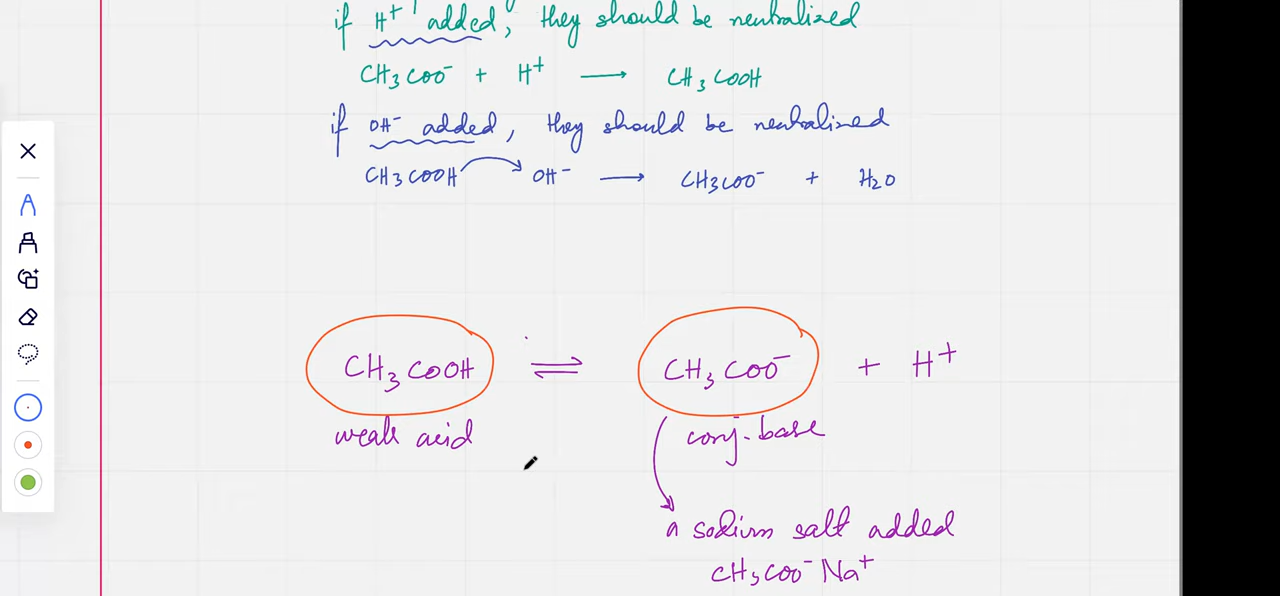 if H⁺ added, they should be neutralized
CH₃COO⁻ + H⁺ ⟶ CH₃COOH
if OH⁻ added, they should be neutralized
CH₃COOH OH⁻ ⟶ CH₃COO⁻ + H₂O
CH₃COOH ⇌ CH₃COO⁻ + H⁺
weak acid conj. base
a sodium salt added
CH₃COO⁻Na⁺